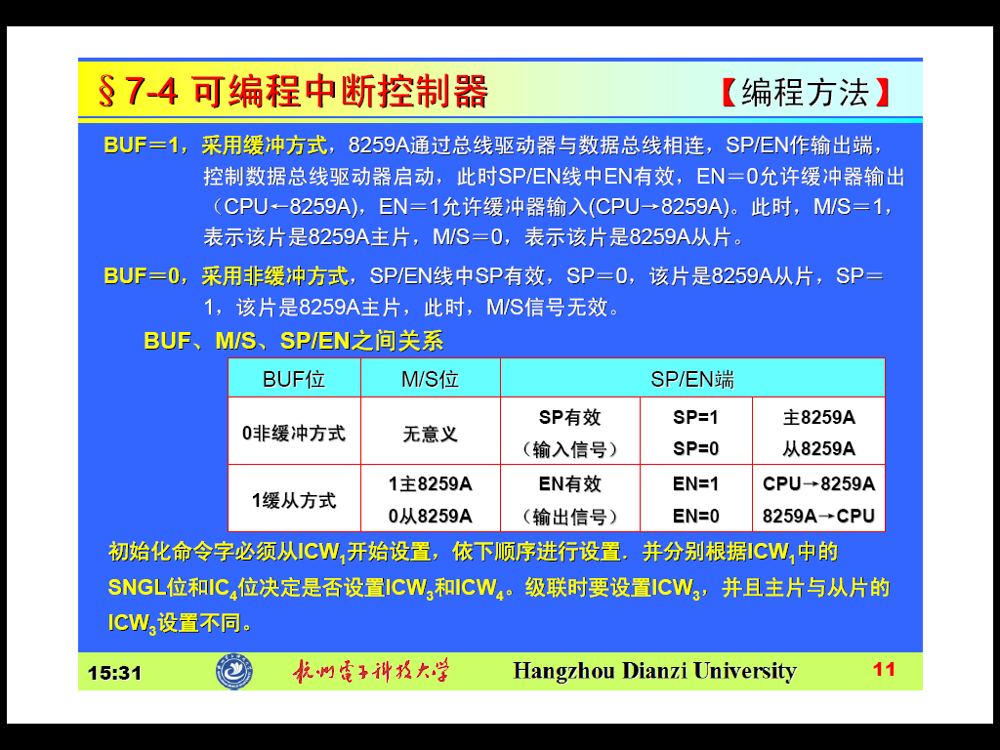 §7-4 可编程中断控制器
【编程方法】
BUF＝1，采用缓冲方式，8259A通过总线驱动器与数据总线相连，SP/EN作输出端，
控制数据总线驱动器启动，此时SP/EN线中EN有效，EN＝0允许缓冲器输出
（CPU←8259A)，EN＝1允许缓冲器输入(CPU→8259A)。此时，M/S＝1，
表示该片是8259A主片，M/S＝0，表示该片是8259A从片。
BUF＝0，采用非缓冲方式，SP/EN线中SP有效，SP＝0，该片是8259A从片，SP＝
1，该片是8259A主片，此时，M/S信号无效。
BUF、M/S、SP/EN之间关系
BUF位 M/S位 SP/EN端
0非缓冲方式 无意义
SP有效 SP=1 主8259A
（输入信号） SP=0 从8259A
1缓从方式
1主8259A EN有效 EN=1 CPU→8259A
0从8259A （输出信号） EN=0 8259A→CPU
初始化命令字必须从ICW1开始设置，依下顺序进行设置．并分别根据ICW1中的
SNGL位和IC4位决定是否设置ICW3和ICW4。级联时要设置ICW3，并且主片与从片的
ICW3设置不同。
15:31
杭州电子科技大学
Hangzhou Dianzi University
11